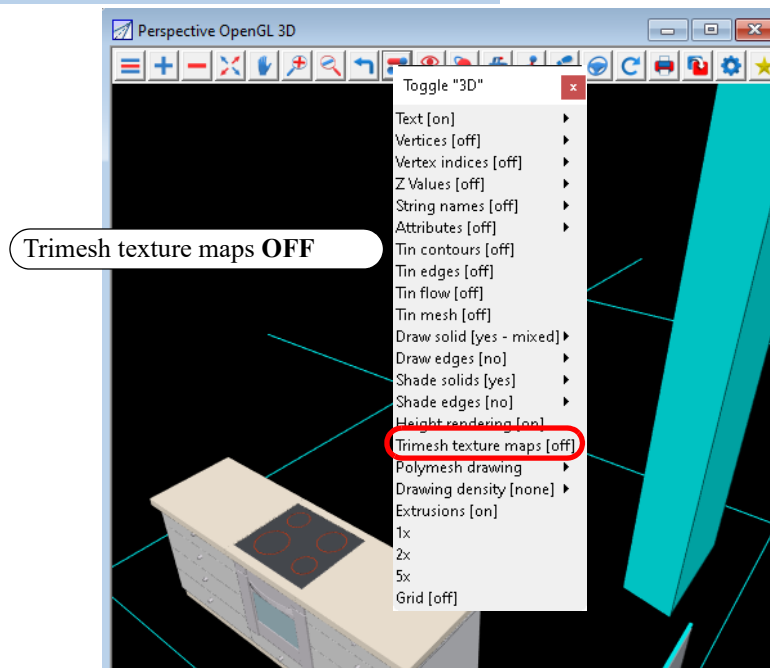 Perspective OpenGL 3D
Toggle "3D"
x
Text [on]
Vertices [off]
Vertex indices [off]
Z Values [off]
String names [off]
Attributes [off]
Trimesh texture maps OFF
Tin contours [off]
Tin edges [off]
Tin flow [off]
Tin mesh [off]
Draw solid [yes - mixed]
Draw edges [no]
Shade solids [yes]
Shade edges [no]
Height rendering [on]
Trimesh texture maps [off]
Polymesh drawing
Drawing density [none]
Extrusions [on]
1x
2x
5x
Grid [off]